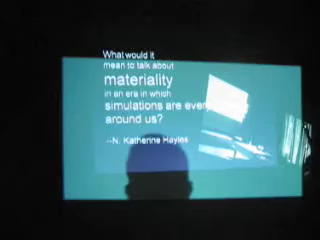 What would it
mean to talk about
materiality
in an era in which
simulations are
around us?
--N. Katherine Hayles